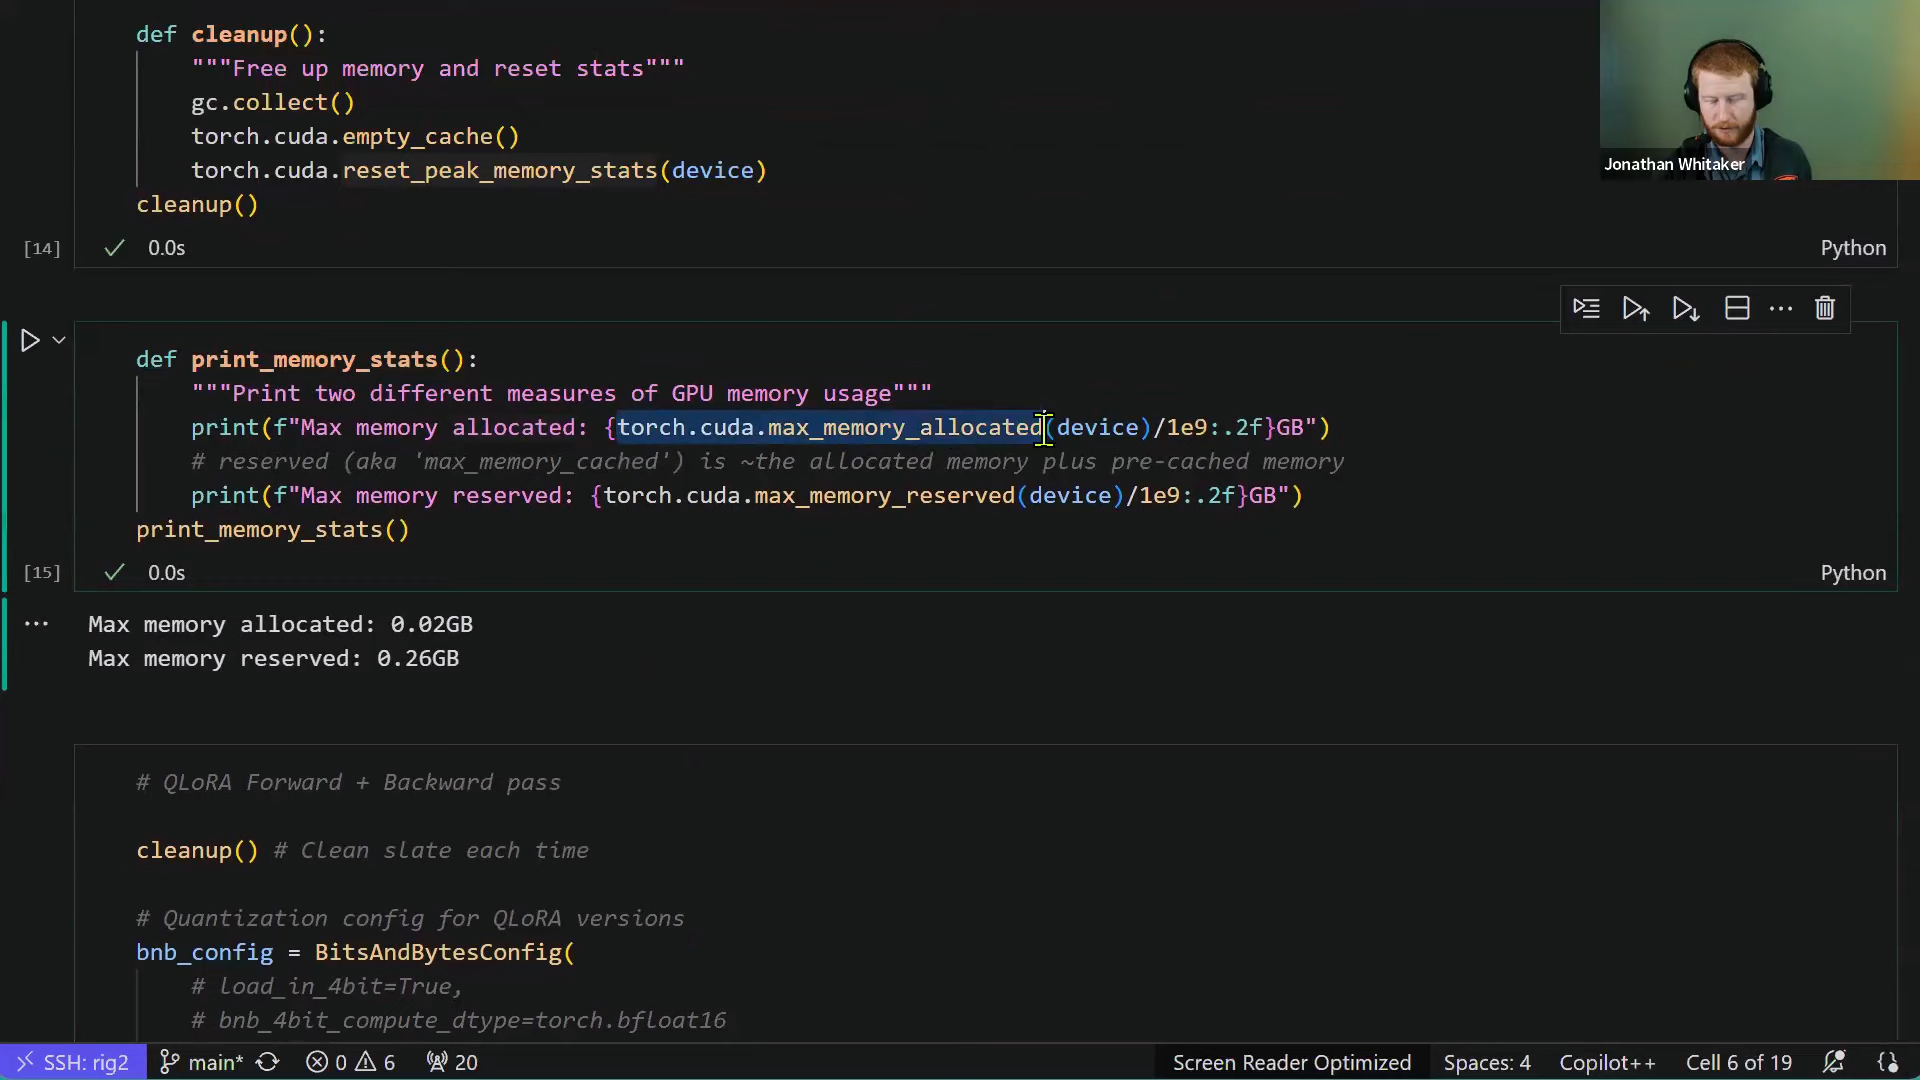 def cleanup():
"""Free up memory and reset stats"""
gc.collect()
torch.cuda.empty_cache()
torch.cuda.reset_peak_memory_stats(device)
cleanup()
Jonathan Whitaker
[14] 0.0s Python
def print_memory_stats():
"""Print two different measures of GPU memory usage"""
print(f"Max memory allocated: {torch.cuda.max_memory_allocated(device)/1e9:.2f}GB")
# reserved (aka 'max_memory_cached') is ~the allocated memory plus pre-cached memory
print(f"Max memory reserved: {torch.cuda.max_memory_reserved(device)/1e9:.2f}GB")
print_memory_stats()
[15] 0.0s Python
Max memory allocated: 0.02GB
Max memory reserved: 0.26GB
# QLoRA Forward + Backward pass
cleanup() # Clean slate each time
# Quantization config for QLoRA versions
bnb_config = BitsAndBytesConfig(
# load_in_4bit=True,
# bnb_4bit_compute_dtype=torch.bfloat16
SSH: rig2 main* 0 6 20 Screen Reader Optimized Spaces: 4 Copilot++ Cell 6 of 19